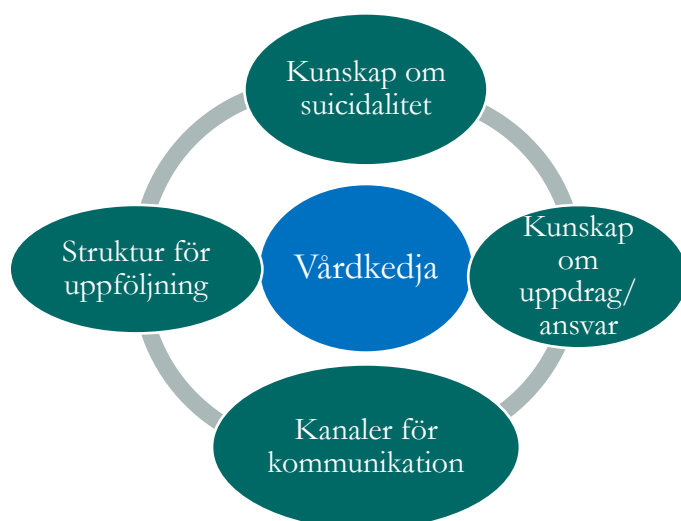 Kunskap om
suicidalitet
Struktur för
uppföljning
Vårdkedja
Kunskap
om
uppdrag/
ansvar
Kanaler för
kommunikation